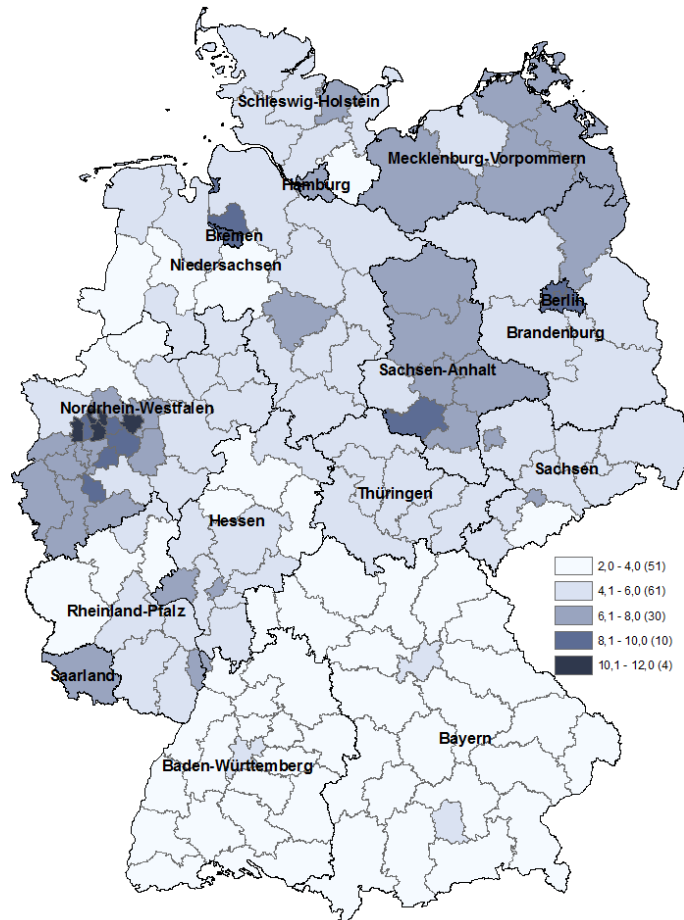 Schleswig-Holstein
Mecklenburg-Vorpommern
Hamburg
Bremen
Niedersachsen
Berlin
Brandenburg
Sachsen-Anhalt
Nordrhein-Westfalen
Sachsen
Thüringen
Hessen
2,0 - 4,0 (51)
4,1 - 6,0 (61)
6,1 - 8,0 (30)
8,1 - 10,0 (10)
10,1 - 12,0 (4)
Rheinland-Pfalz
Saarland
Bayern
Baden-Württemberg